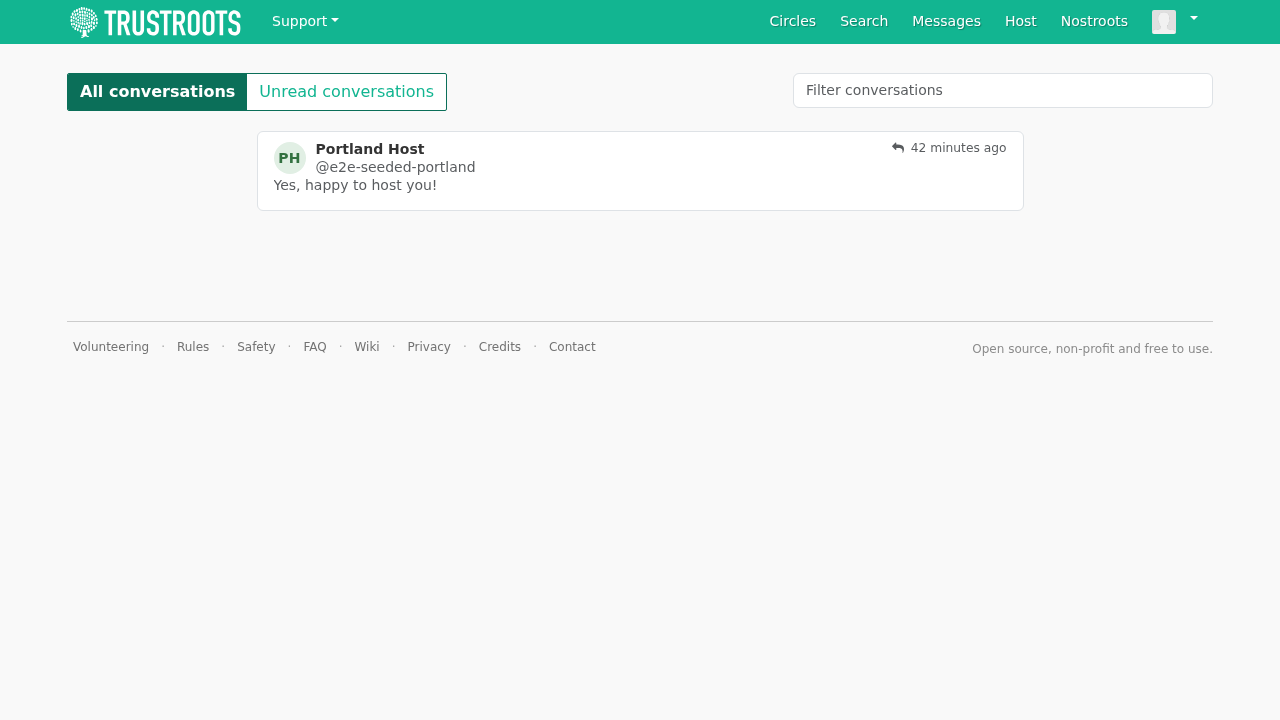 TRUSTROOTS
Support
Circles
Search
Messages
Host
Nostroots
All conversations
Unread conversations
Filter conversations
PH
Portland Host
@e2e-seeded-portland
42 minutes ago
Yes, happy to host you!
Volunteering · Rules · Safety · FAQ · Wiki · Privacy · Credits · Contact
Open source, non-profit and free to use.